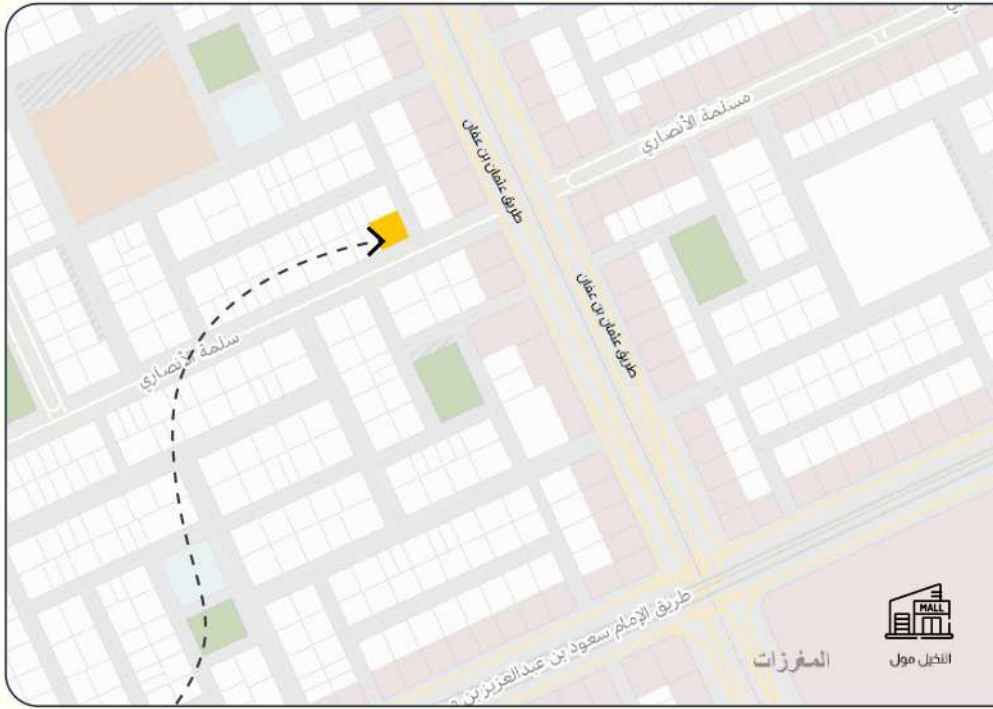 مسلمة الأنصاري
طريق عثمان بن عفان
طريق عثمان بن عفان
سلمة الأنصاري
طريق الإمام سعود بن عبدالعزيز بن
MALL
المغرزات
النخيل مول